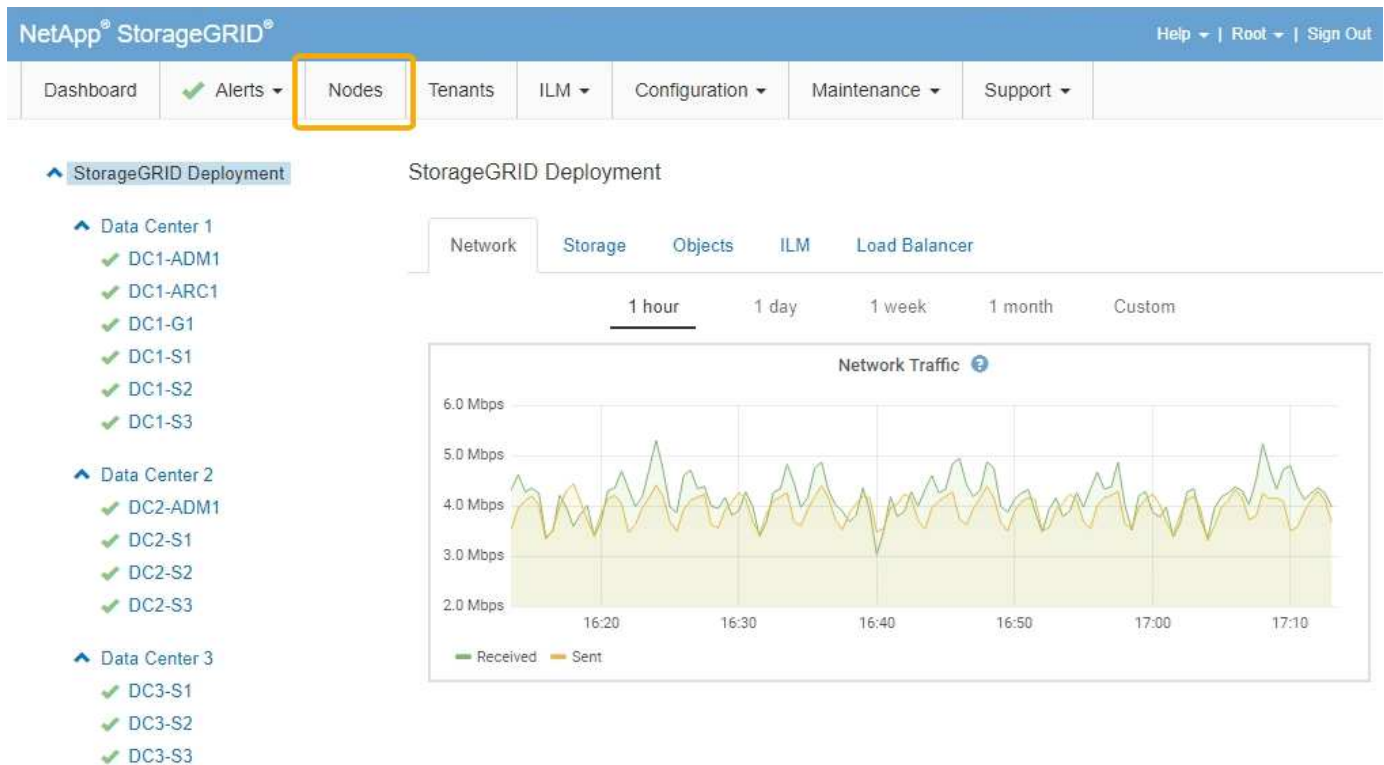 NetApp® StorageGRID®
Help | Root | Sign Out
Dashboard Alerts Nodes Tenants ILM Configuration Maintenance Support
StorageGRID Deployment
Data Center 1
DC1-ADM1
DC1-ARC1
DC1-G1
DC1-S1
DC1-S2
DC1-S3
Data Center 2
DC2-ADM1
DC2-S1
DC2-S2
DC2-S3
Data Center 3
DC3-S1
DC3-S2
DC3-S3
StorageGRID Deployment
Network Storage Objects ILM Load Balancer
1 hour 1 day 1 week 1 month Custom
Network Traffic ?
6.0 Mbps
5.0 Mbps
4.0 Mbps
3.0 Mbps
2.0 Mbps
16:20 16:30 16:40 16:50 17:00 17:10
Received Sent